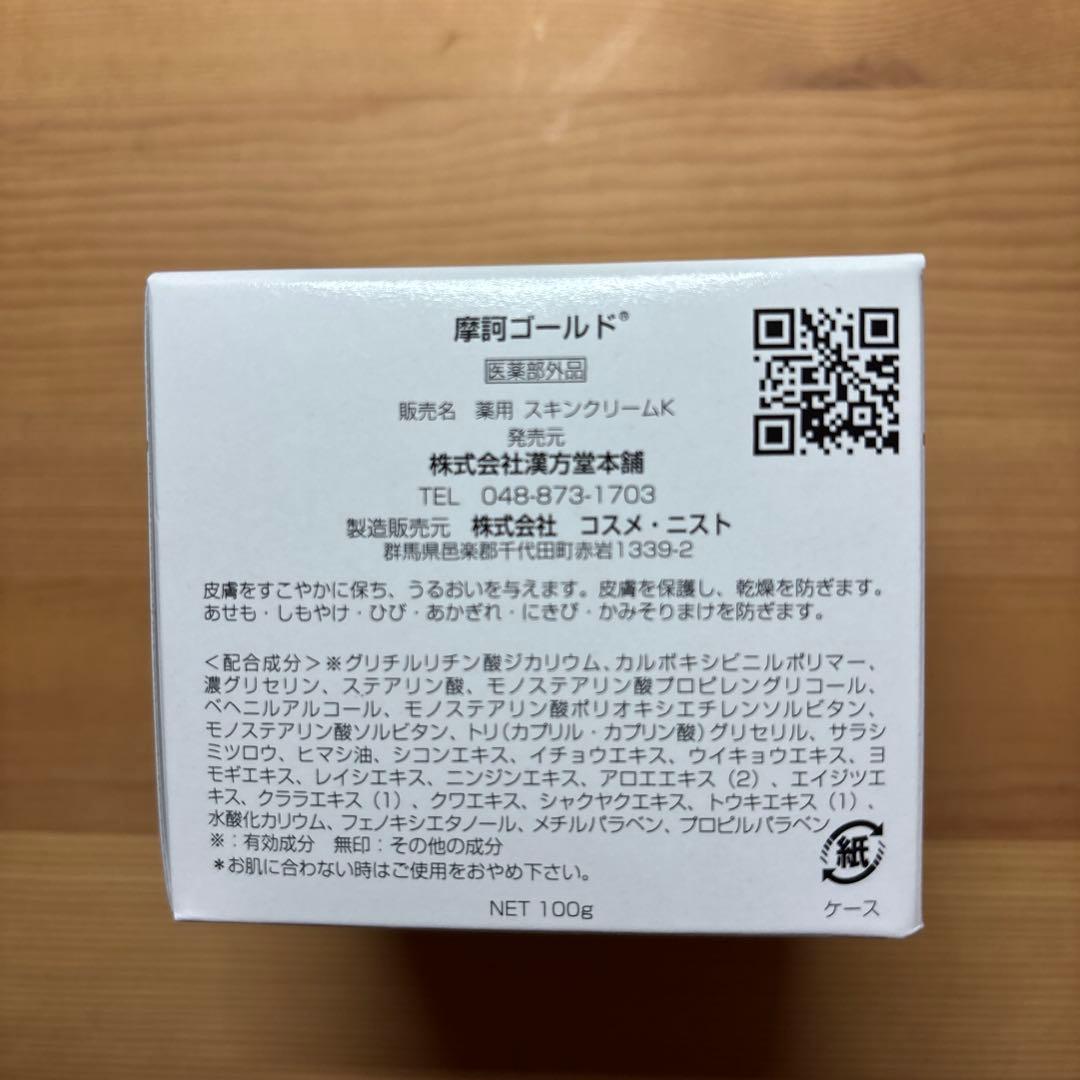 摩訶ゴールド®
医薬部外品
販売名 薬用 スキンクリームK
発売元
株式会社漢方堂本舗
TEL 048-873-1703
製造販売元 株式会社 コスメ・ニスト
群馬県邑楽郡千代田町赤岩1339-2
皮膚をすこやかに保ち、うるおいを与えます。皮膚を保護し、乾燥を防ぎます。
あせも・しもやけ・ひび・あかぎれ・にきび・かみそりまけを防ぎます。
＜配合成分＞※グリチルリチン酸ジカリウム、カルボキシビニルポリマー、
濃グリセリン、ステアリン酸、モノステアリン酸プロピレングリコール、
ベヘニルアルコール、モノステアリン酸ポリオキシエチレンソルビタン、
モノステアリン酸ソルビタン、トリ(カプリル・カプリン酸)グリセリル、サラシ
ミツロウ、ヒマシ油、シコンエキス、イチョウエキス、ウイキョウエキス、ヨ
モギエキス、レイシエキス、ニンジンエキス、アロエエキス（2）、エイジツエ
キス、クララエキス（1）、クワエキス、シャクヤクエキス、トウキエキス（1）、
水酸化カリウム、フェノキシエタノール、メチルパラベン、プロピルパラベン
※：有効成分 無印：その他の成分
＊お肌に合わない時はご使用をおやめ下さい。
紙
NET 100g
ケース